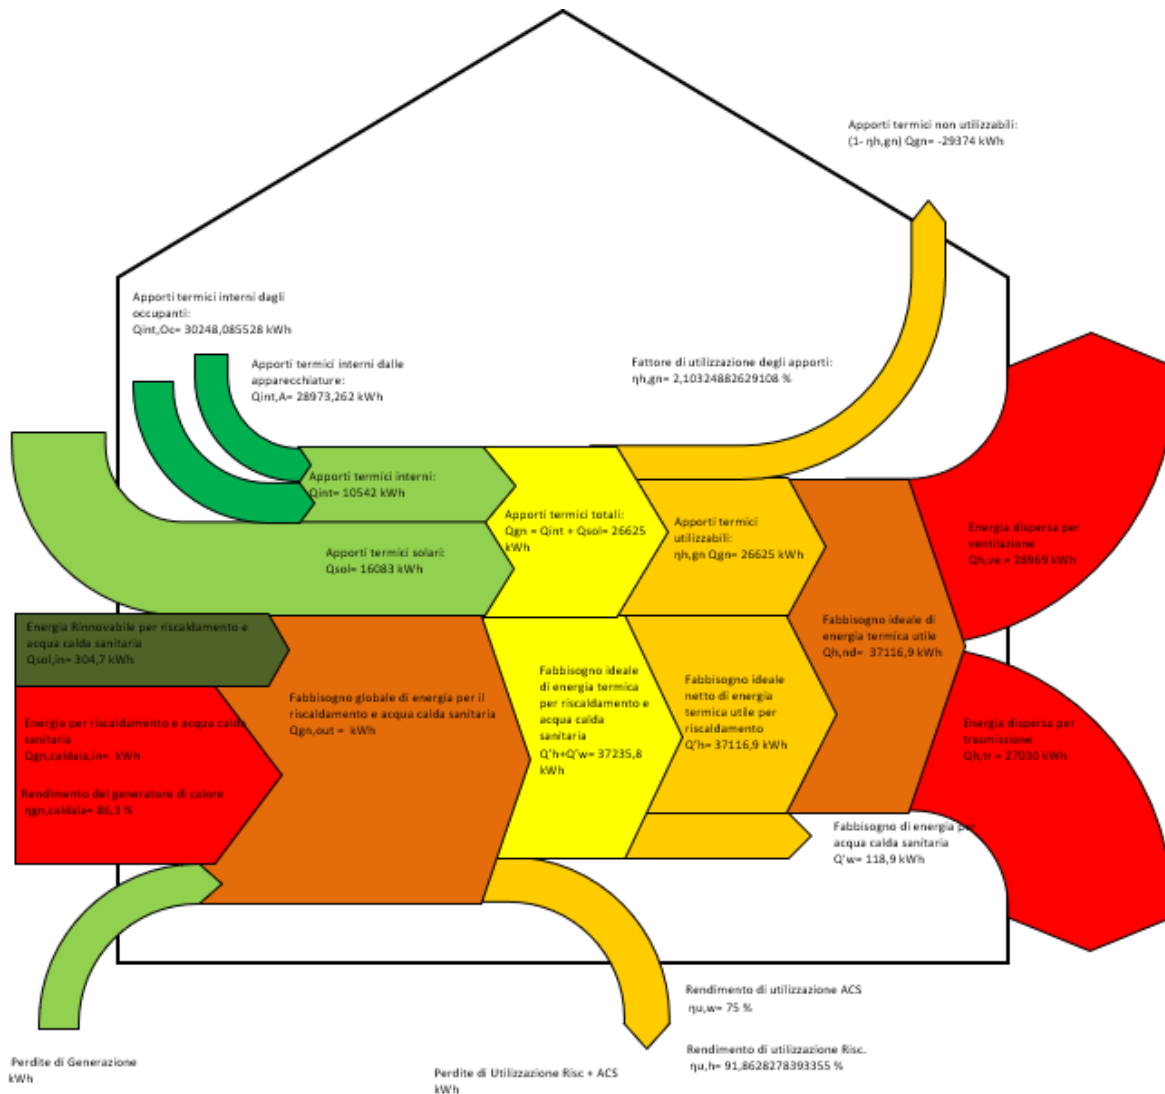 Apporti termici non utilizzabili:
(1- ηh,gn) Qgn= -29374 kWh
Apporti termici interni dagli
occupanti:
Qint,Oc= 30248,085528 kWh
Apporti termici interni dalle
apparecchiature:
Qint,A= 28973,262 kWh
Fattore di utilizzazione degli apporti:
ηh,gn= 2,10324882629108 %
Apporti termici interni:
Qint= 10542 kWh
Apporti termici totali:
Qgn = Qint + Qsol= 26625
kWh
Apporti termici
utilizzabili:
ηh,gn Qgn= 26625 kWh
Energia dispersa per
ventilazione
Qh,ve = 28969 kWh
Apporti termici solari:
Qsol= 16083 kWh
Energia Rinnovabile per riscaldamento e
acqua calda sanitaria
Qsol,in= 304,7 kWh
Fabbisogno ideale di
energia termica utile
Qh,nd= 37116,9 kWh
Fabbisogno globale di energia per il
riscaldamento e acqua calda sanitaria
Qgn,out = kWh
Fabbisogno ideale
di energia termica
per riscaldamento e
acqua calda
sanitaria
Q'h+Q'w= 37235,8
kWh
Fabbisogno ideale
netto di energia
termica utile per
riscaldamento
Q'h= 37116,9 kWh
Energia per riscaldamento e acqua calda
sanitaria
Qgn,caldaia,in= kWh
Rendimento dei generatore di calore
ηgn,caldaia= 86,3 %
Energia dispersa per
trasmissione
Qh,tr = 27030 kWh
Fabbisogno di energia per
acqua calda sanitaria
Q'w= 118,9 kWh
Rendimento di utilizzazione ACS
ηu,w= 75 %
Rendimento di utilizzazione Risc.
ηu,h= 91,8628278393355 %
Perdite di Generazione
kWh
Perdite di Utilizzazione Risc + ACS
kWh